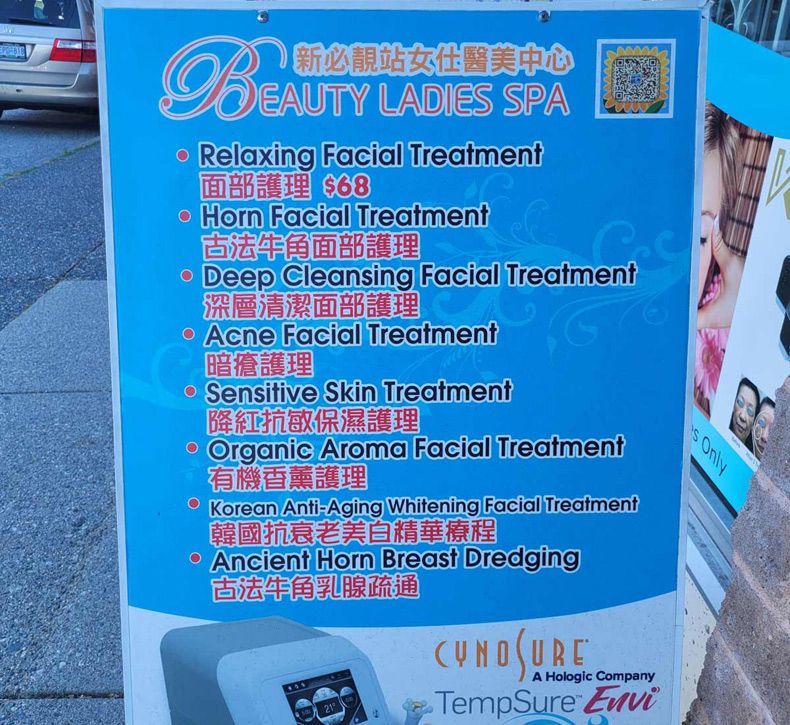 新必靚站女仕醫美中心
BEAUTY LADIES SPA
• Relaxing Facial Treatment
面部護理 $68
• Horn Facial Treatment
古法牛角面部護理
• Deep Cleansing Facial Treatment
深層清潔面部護理
• Acne Facial Treatment
暗瘡護理
• Sensitive Skin Treatment
降紅抗敏保濕護理
• Organic Aroma Facial Treatment
有機香薰護理
• Korean Anti-Aging Whitening Facial Treatment
韓國抗衰老美白精華療程
• Ancient Horn Breast Dredging
古法牛角乳腺疏通
CYNOSURE
A Hologic Company
TempSure™ Envi
Only